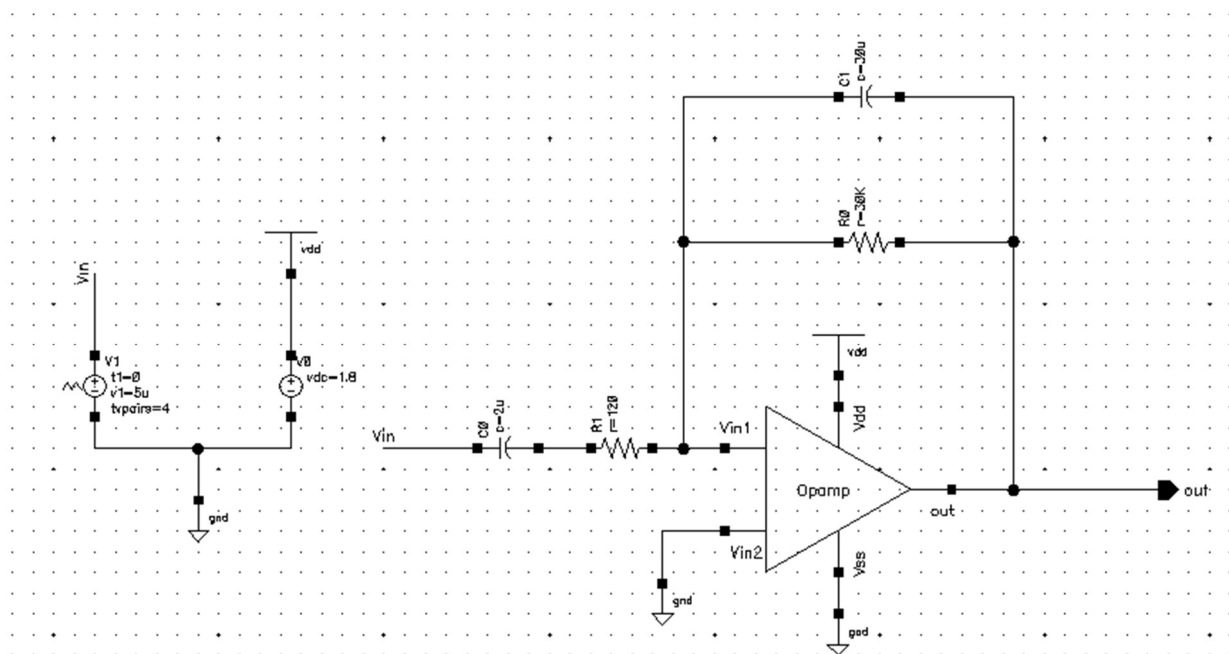 C1
c=30u
R0
r=30K
vdd
Vin
V1
t1=0
v1=5u
tvpairs=4
V0
vdc=1.8
gnd
Vin
C0
c=2u
R1
r=120
Vin1
vdd
Vdd
Opamp
out
out
Vin2
gnd
Vss
gnd